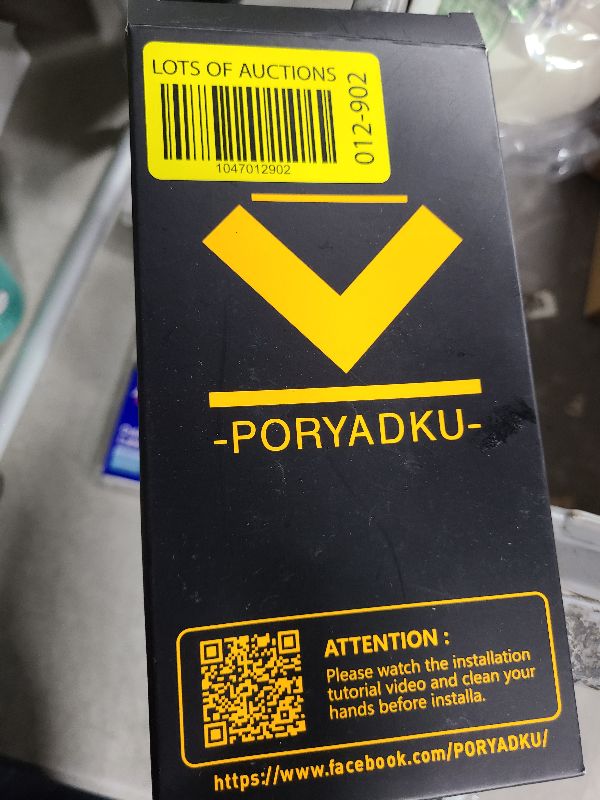 LOTS OF AUCTIONS
012-902
1047012902
-PORYADKU-
ATTENTION :
Please watch the installation
tutorial video and clean your
hands before installa.
https://www.facebook.com/PORYADKU/